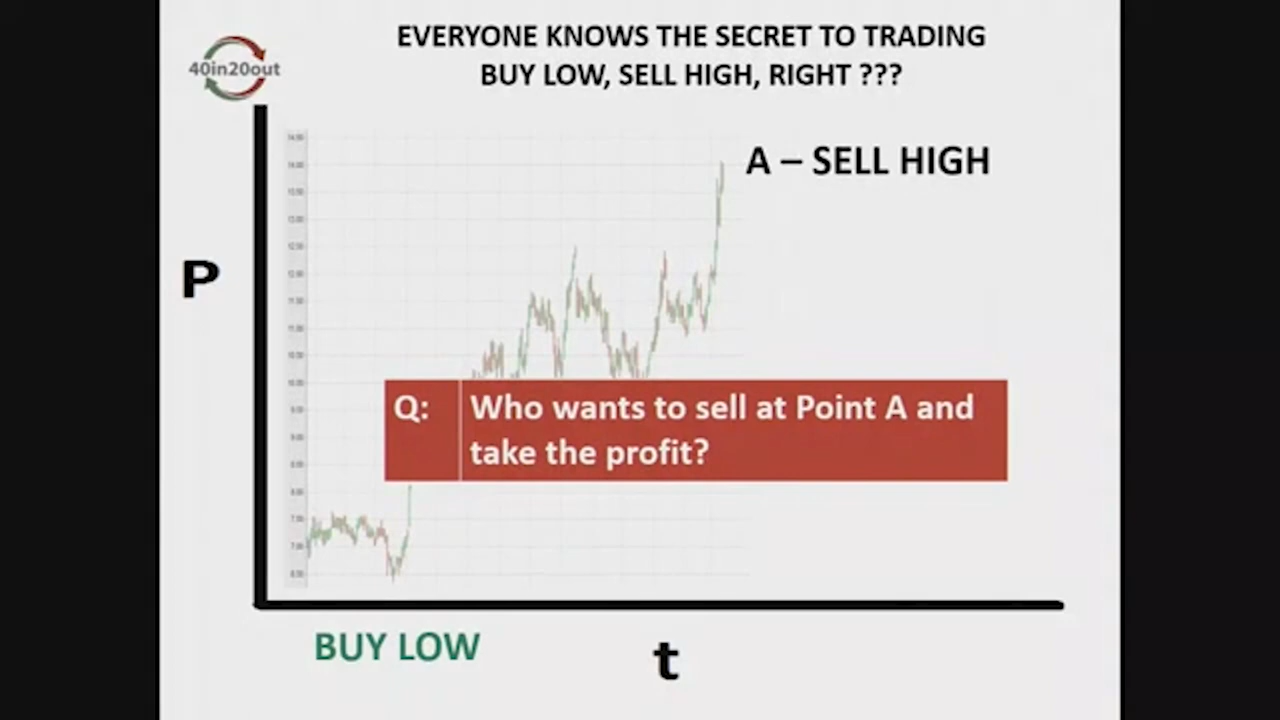 EVERYONE KNOWS THE SECRET TO TRADING
BUY LOW, SELL HIGH, RIGHT ???
40in20out
A – SELL HIGH
P
Q: Who wants to sell at Point A and
take the profit?
BUY LOW
t